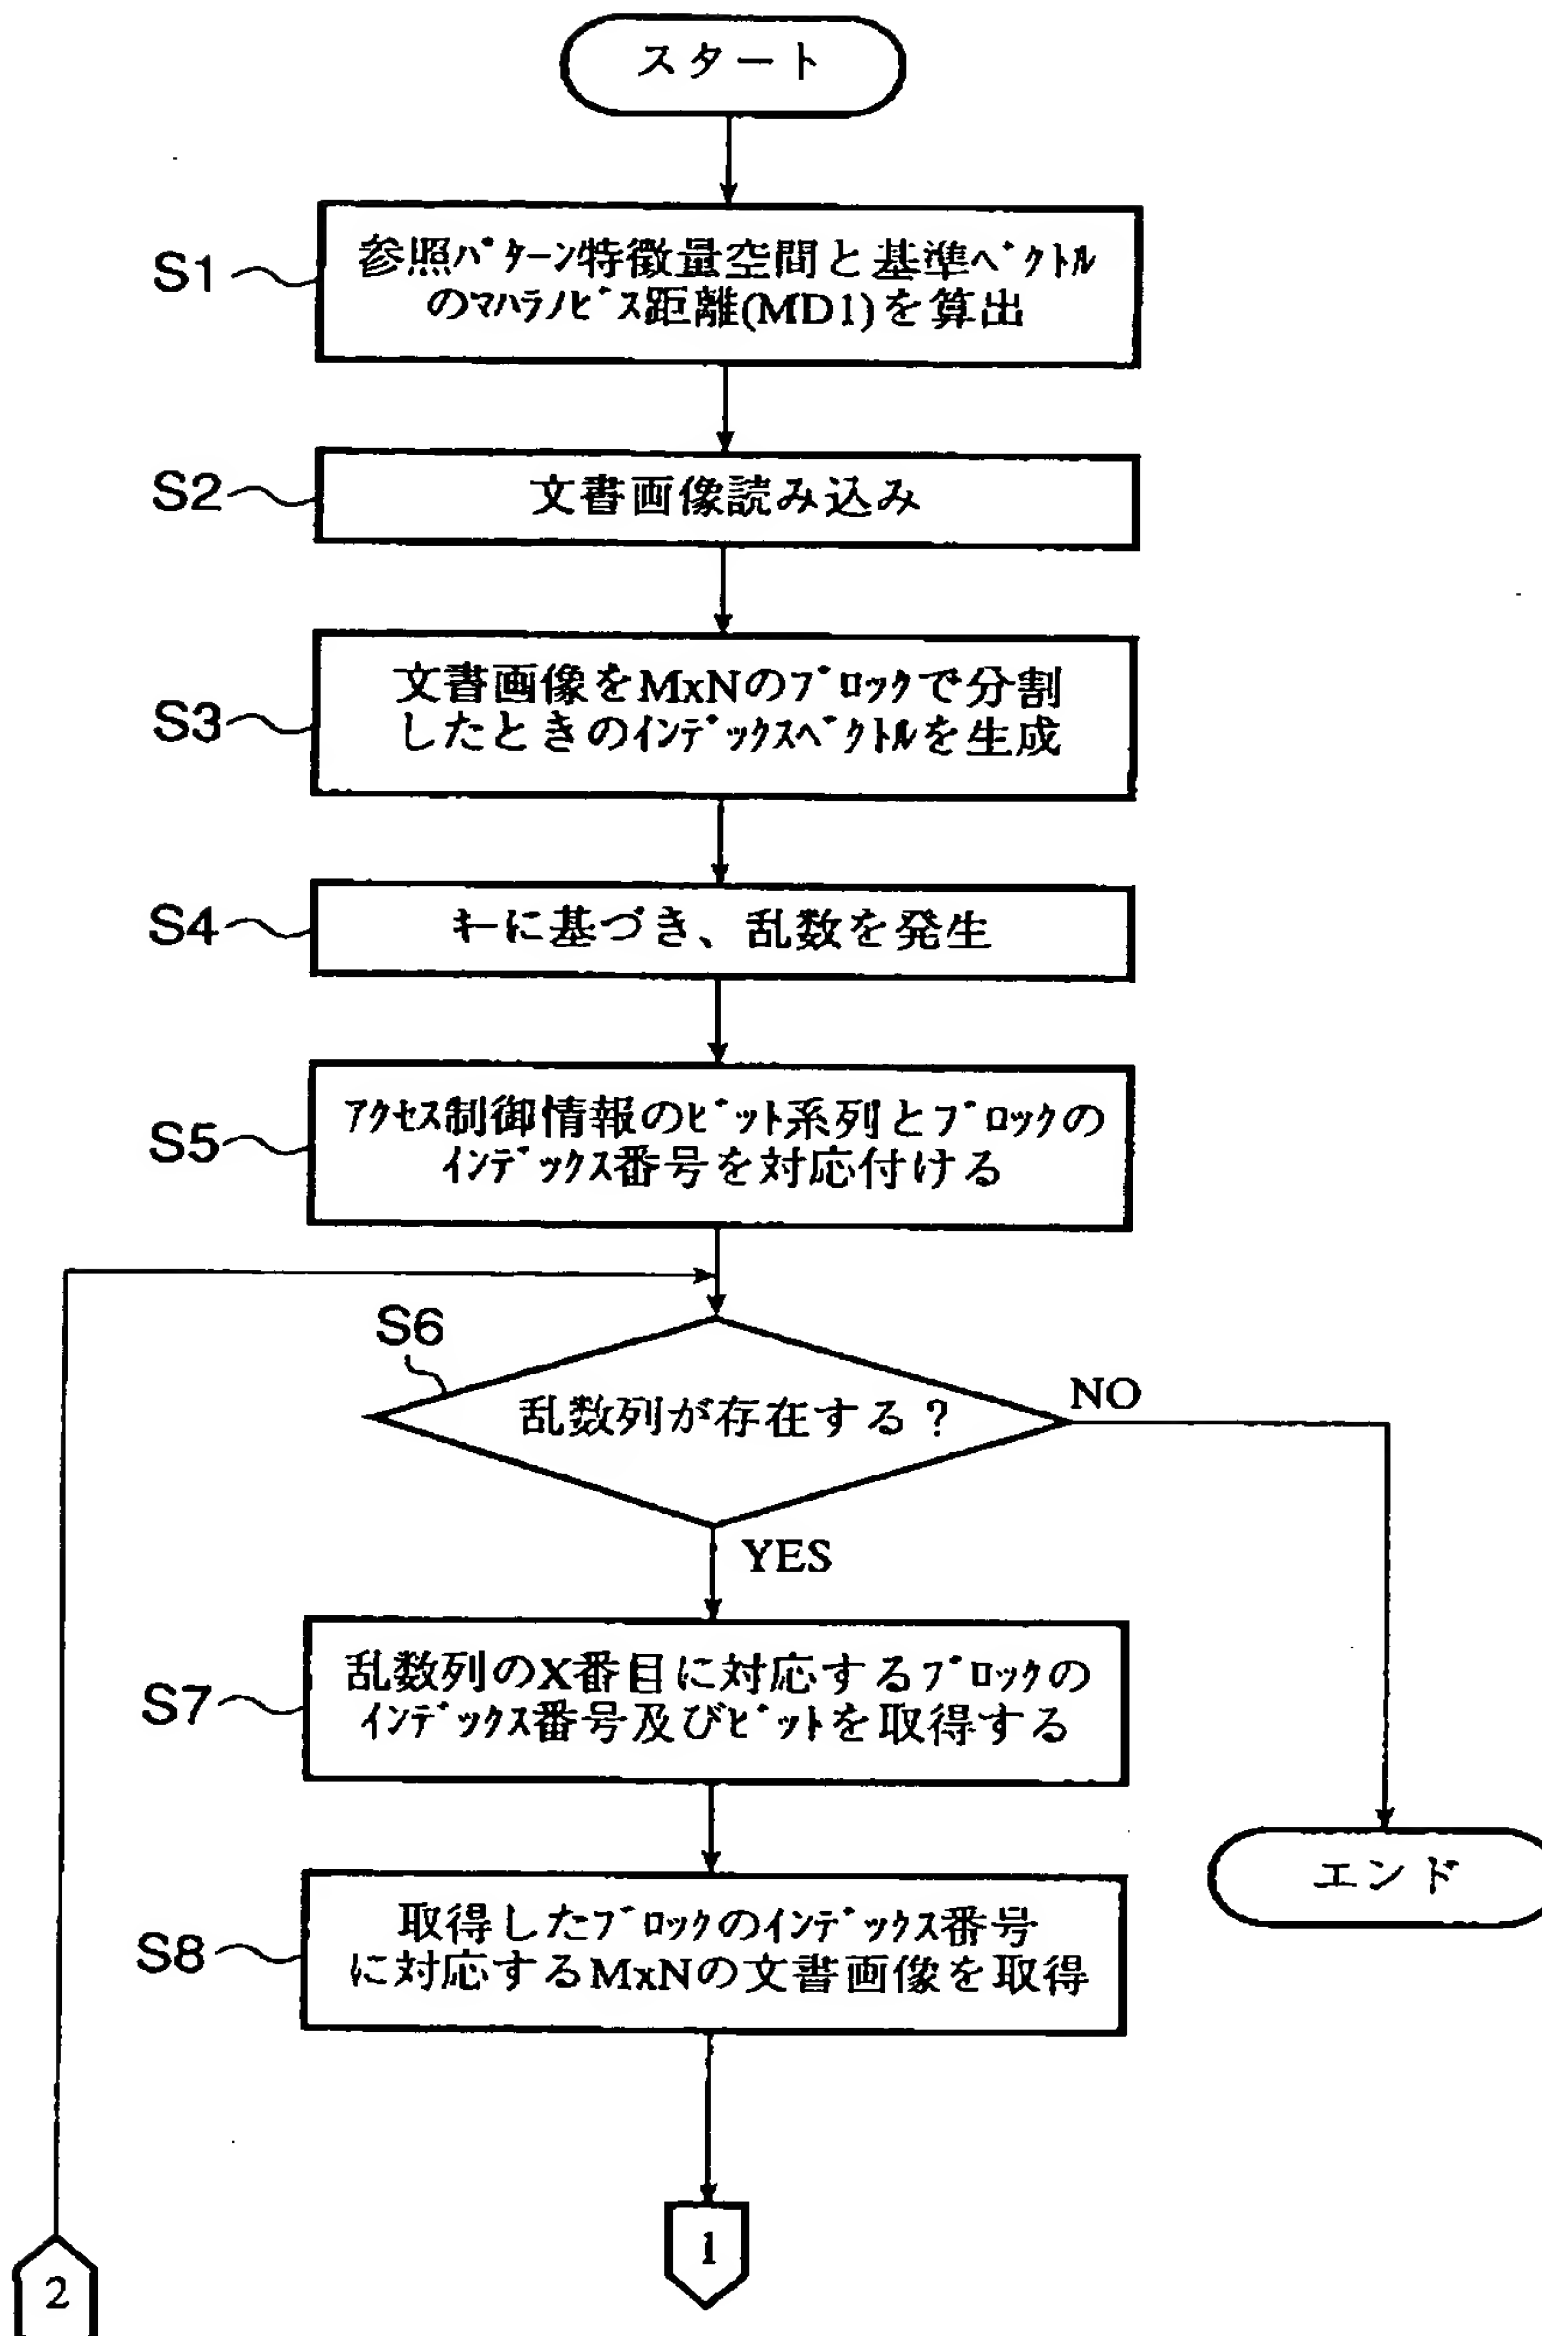 スタート
S1
参照ﾊﾟﾀｰﾝ特徴量空間と基準ﾍﾞｸﾄﾙ
のﾏﾊﾗﾉﾋﾞｽ距離(MD1)を算出
S2
文書画像読み込み
S3
文書画像をMxNのﾌﾞﾛｯｸで分割
したときのｲﾝﾃﾞｯｸｽﾍﾞｸﾄﾙを生成
S4
ｷｰに基づき、乱数を発生
S5
ｱｸｾｽ制御情報のﾋﾞｯﾄ系列とﾌﾞﾛｯｸの
ｲﾝﾃﾞｯｸｽ番号を対応付ける
S6
乱数列が存在する？
NO
YES
S7
乱数列のX番目に対応するﾌﾞﾛｯｸの
ｲﾝﾃﾞｯｸｽ番号及びﾋﾞｯﾄを取得する
エンド
S8
取得したﾌﾞﾛｯｸのｲﾝﾃﾞｯｸｽ番号
に対応するMxNの文書画像を取得
1
2